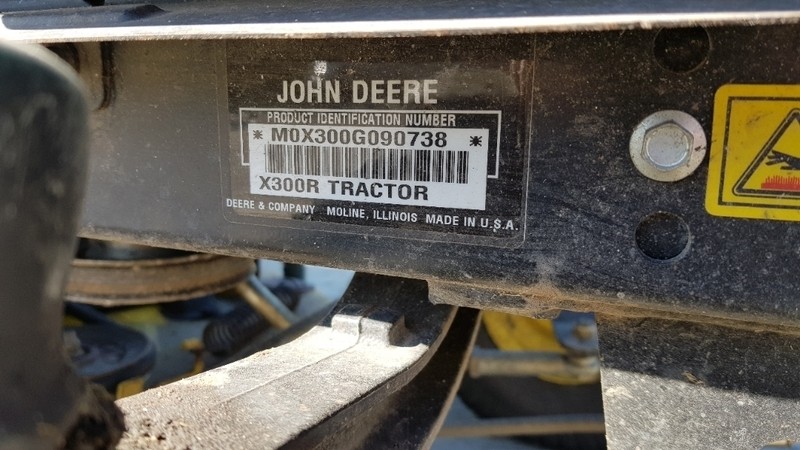 JOHN DEERE
PRODUCT IDENTIFICATION NUMBER
* M0X300G090738 *
X300R TRACTOR
DEERE & COMPANY MOLINE, ILLINOIS MADE IN U.S.A.